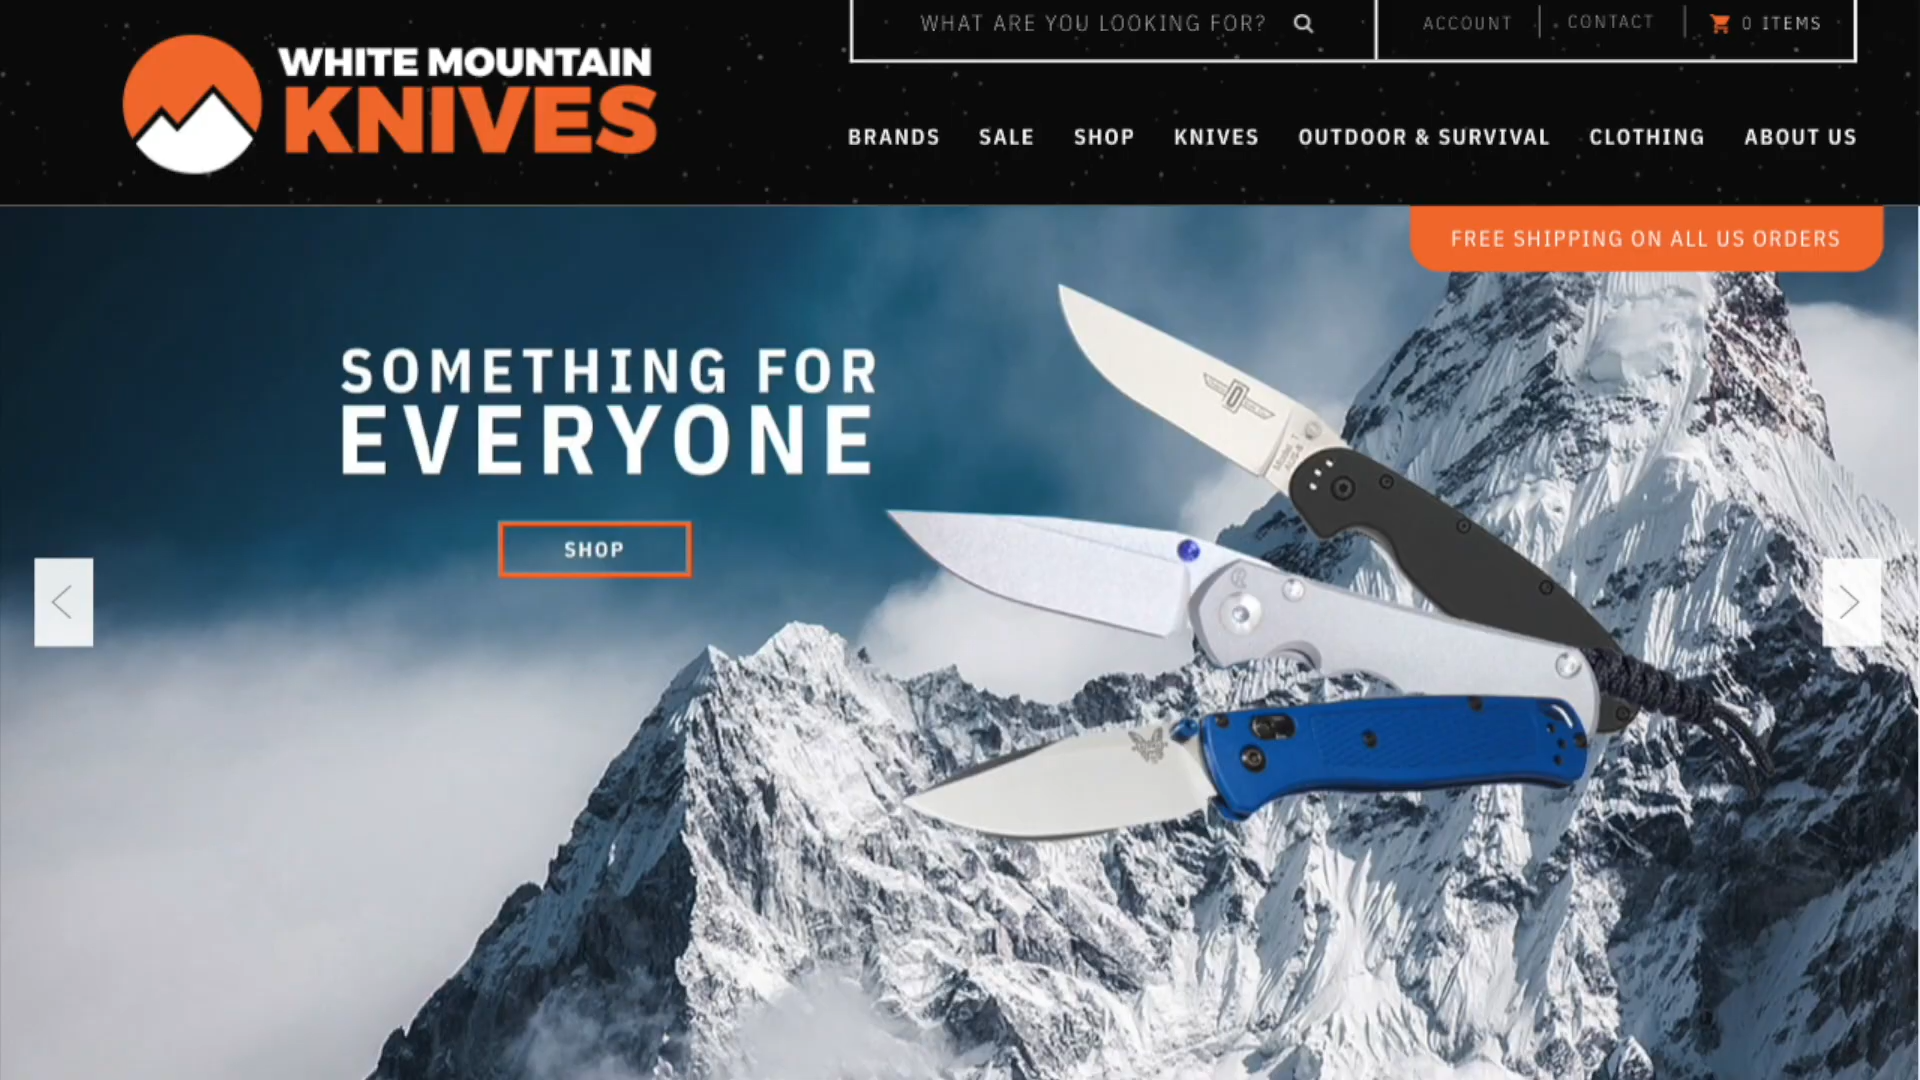 WHAT ARE YOU LOOKING FOR?
ACCOUNT
CONTACT
0 ITEMS
WHITE MOUNTAIN
KNIVES
BRANDS SALE SHOP KNIVES OUTDOOR & SURVIVAL CLOTHING ABOUT US
FREE SHIPPING ON ALL US ORDERS
SOMETHING FOR
EVERYONE
SHOP